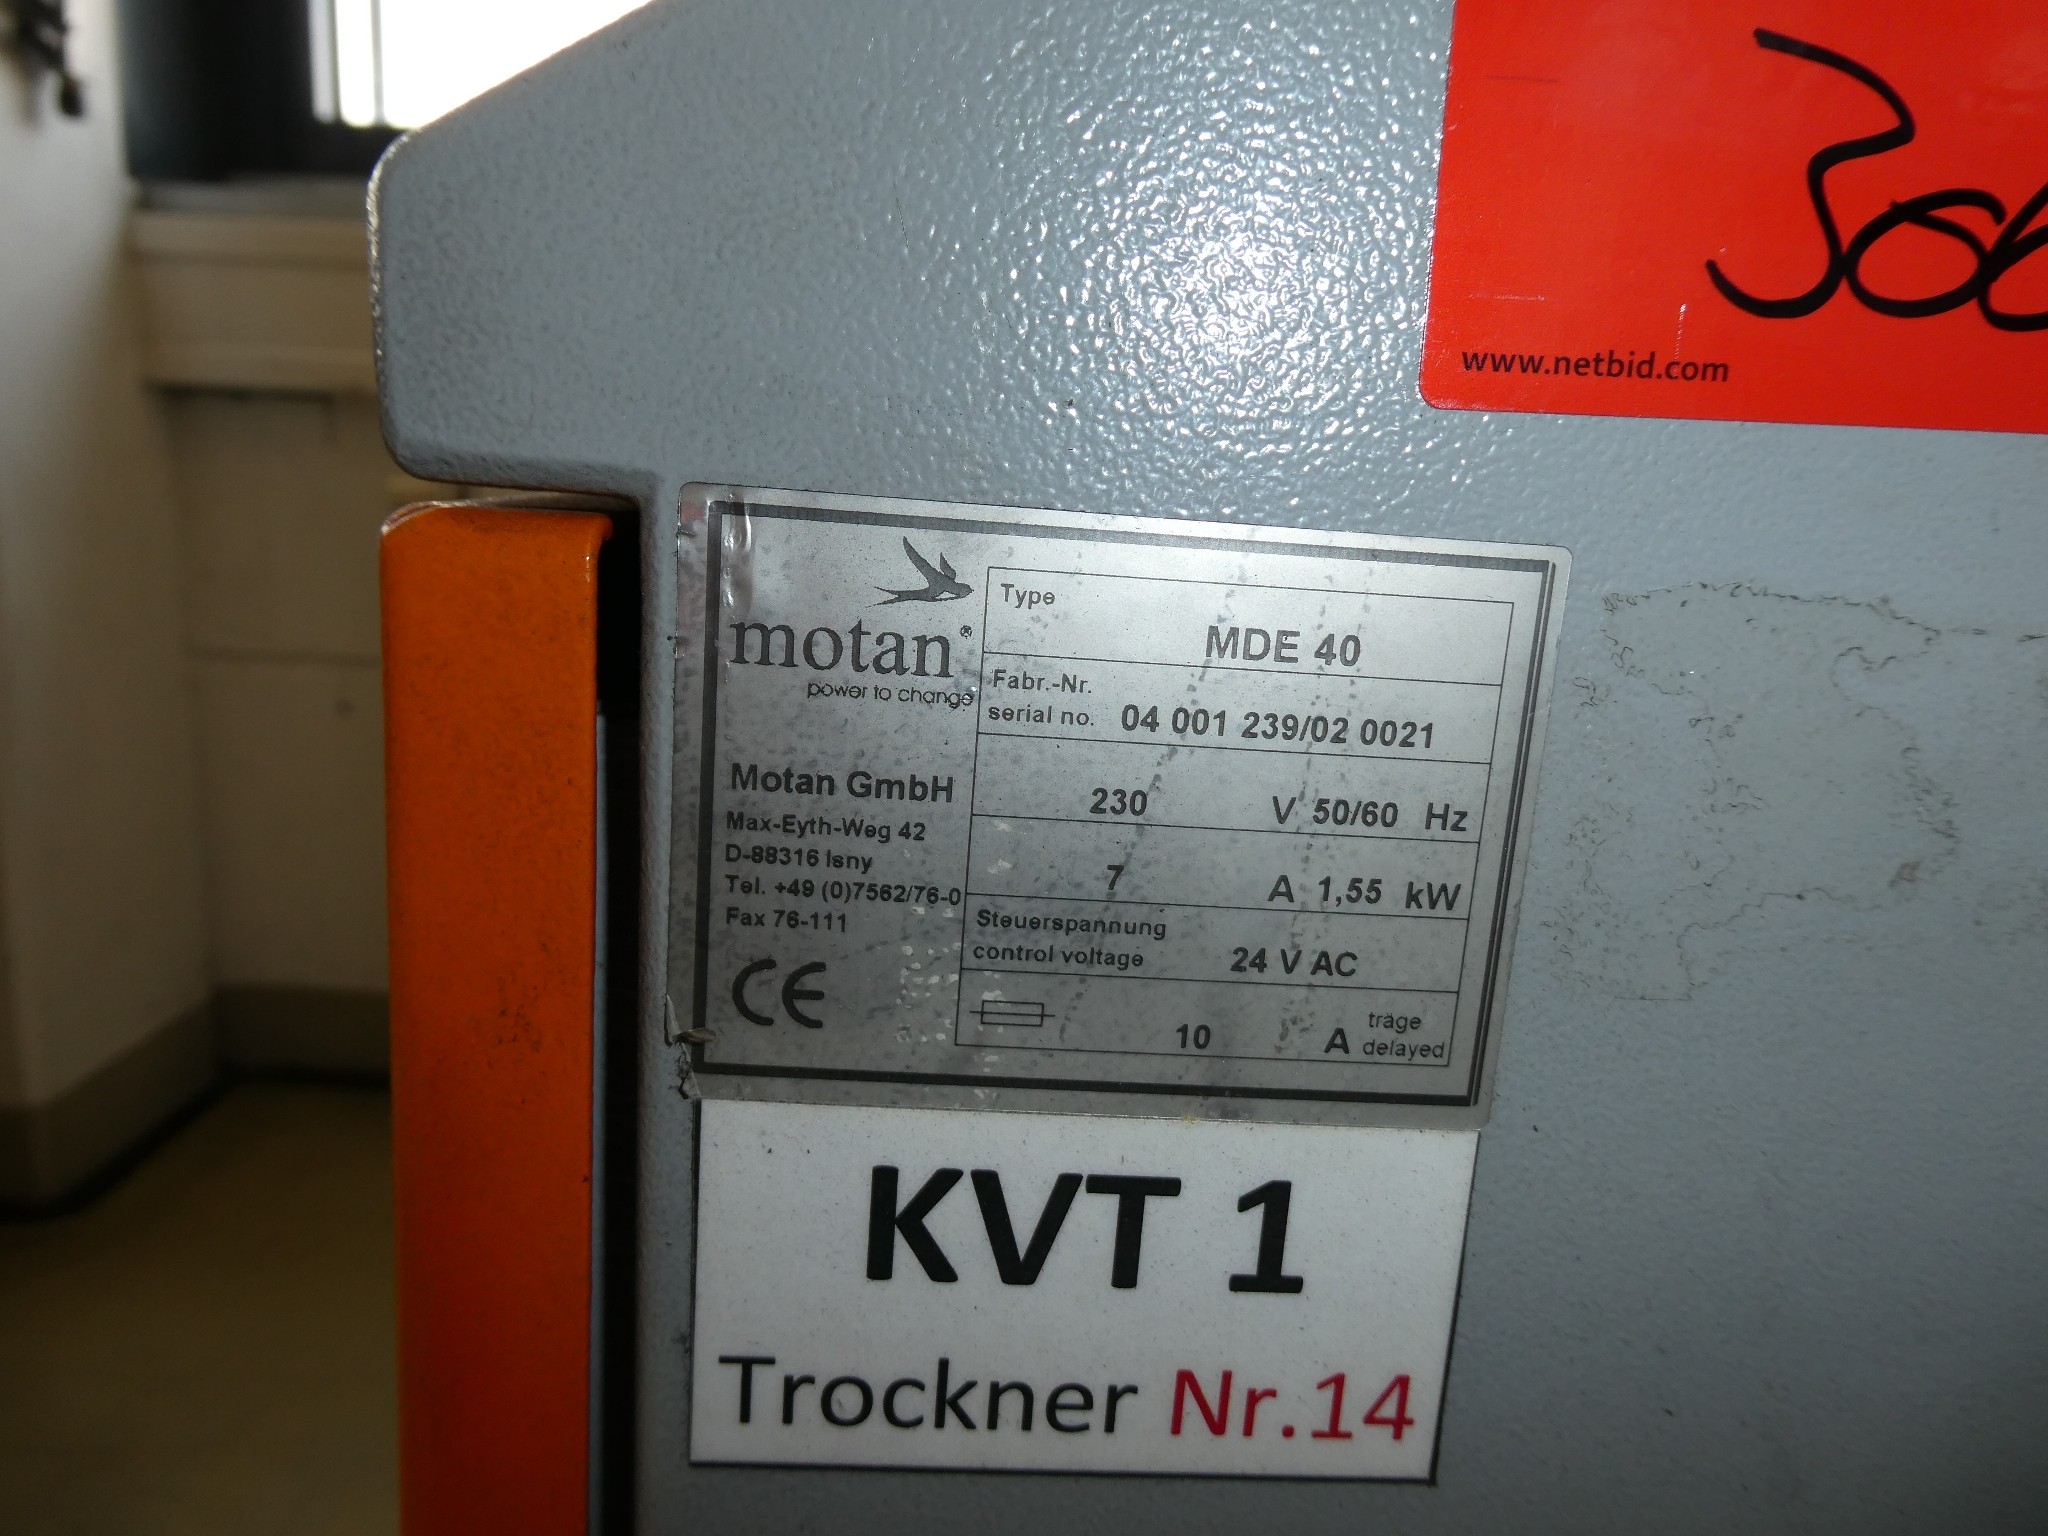 www.netbid.com
motan®
power to change
Motan GmbH
Max-Eyth-Weg 42
D-88316 Isny
Tel. +49 (0)7562/76-0
Fax 76-111
CE
Type
MDE 40
Fabr.-Nr.
serial no. 04 001 239/02 0021
230 V 50/60 Hz
7 A 1,55 kW
Steuerspannung
control voltage 24 V AC
10 A träge
delayed
KVT 1
Trockner Nr.14